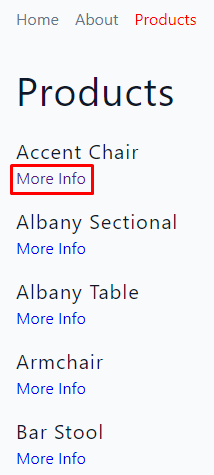 Home About Products
Products
Accent Chair
More Info
Albany Sectional
More Info
Albany Table
More Info
Armchair
More Info
Bar Stool
More Info